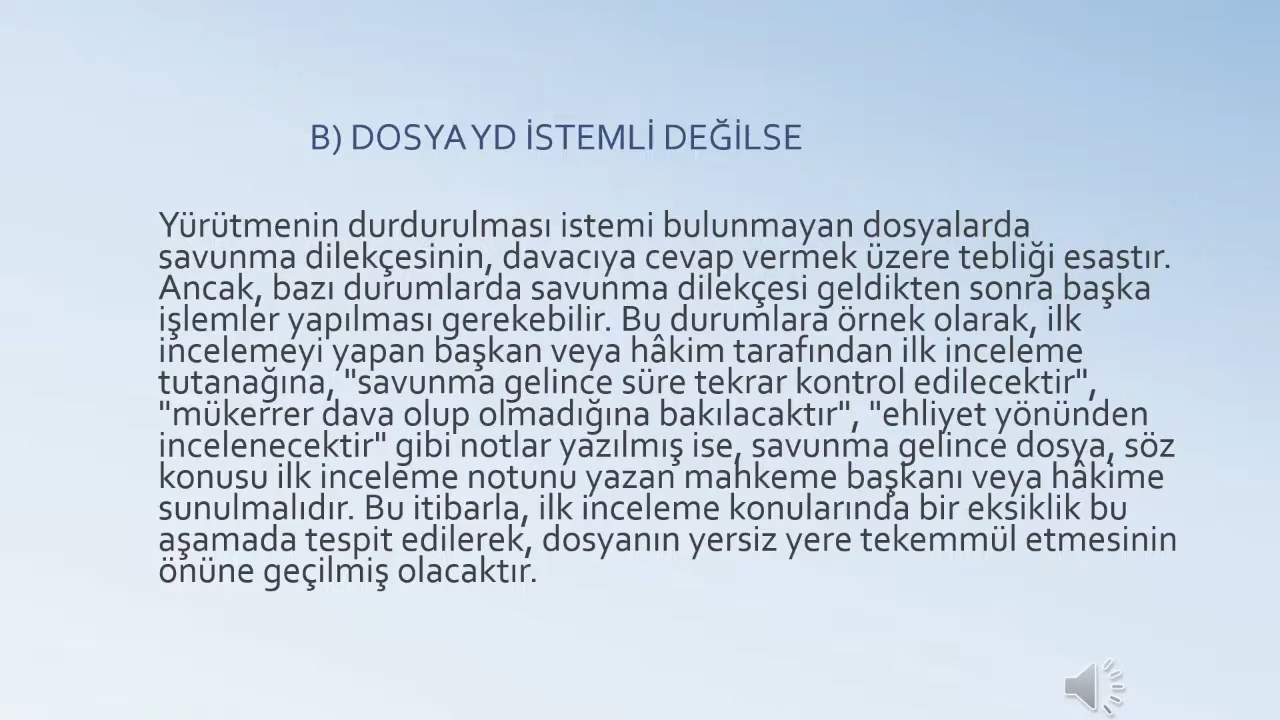 B) DOSYA YD İSTEMLİ DEĞİLSE
Yürütmenin durdurulması istemi bulunmayan dosyalarda
savunma dilekçesinin, davacıya cevap vermek üzere tebliği esastır.
Ancak, bazı durumlarda savunma dilekçesi geldikten sonra başka
işlemler yapılması gerekebilir. Bu durumlara örnek olarak, ilk
incelemeyi yapan başkan veya hâkim tarafından ilk inceleme
tutanağına, "savunma gelince süre tekrar kontrol edilecektir",
"mükerrer dava olup olmadığına bakılacaktır", "ehliyet yönünden
incelenecektir" gibi notlar yazılmış ise, savunma gelince dosya, söz
konusu ilk inceleme notunu yazan mahkeme başkanı veya hâkime
sunulmalıdır. Bu itibarla, ilk inceleme konularında bir eksiklik bu
aşamada tespit edilerek, dosyanın yersiz yere tekemmül etmesinin
önüne geçilmiş olacaktır.